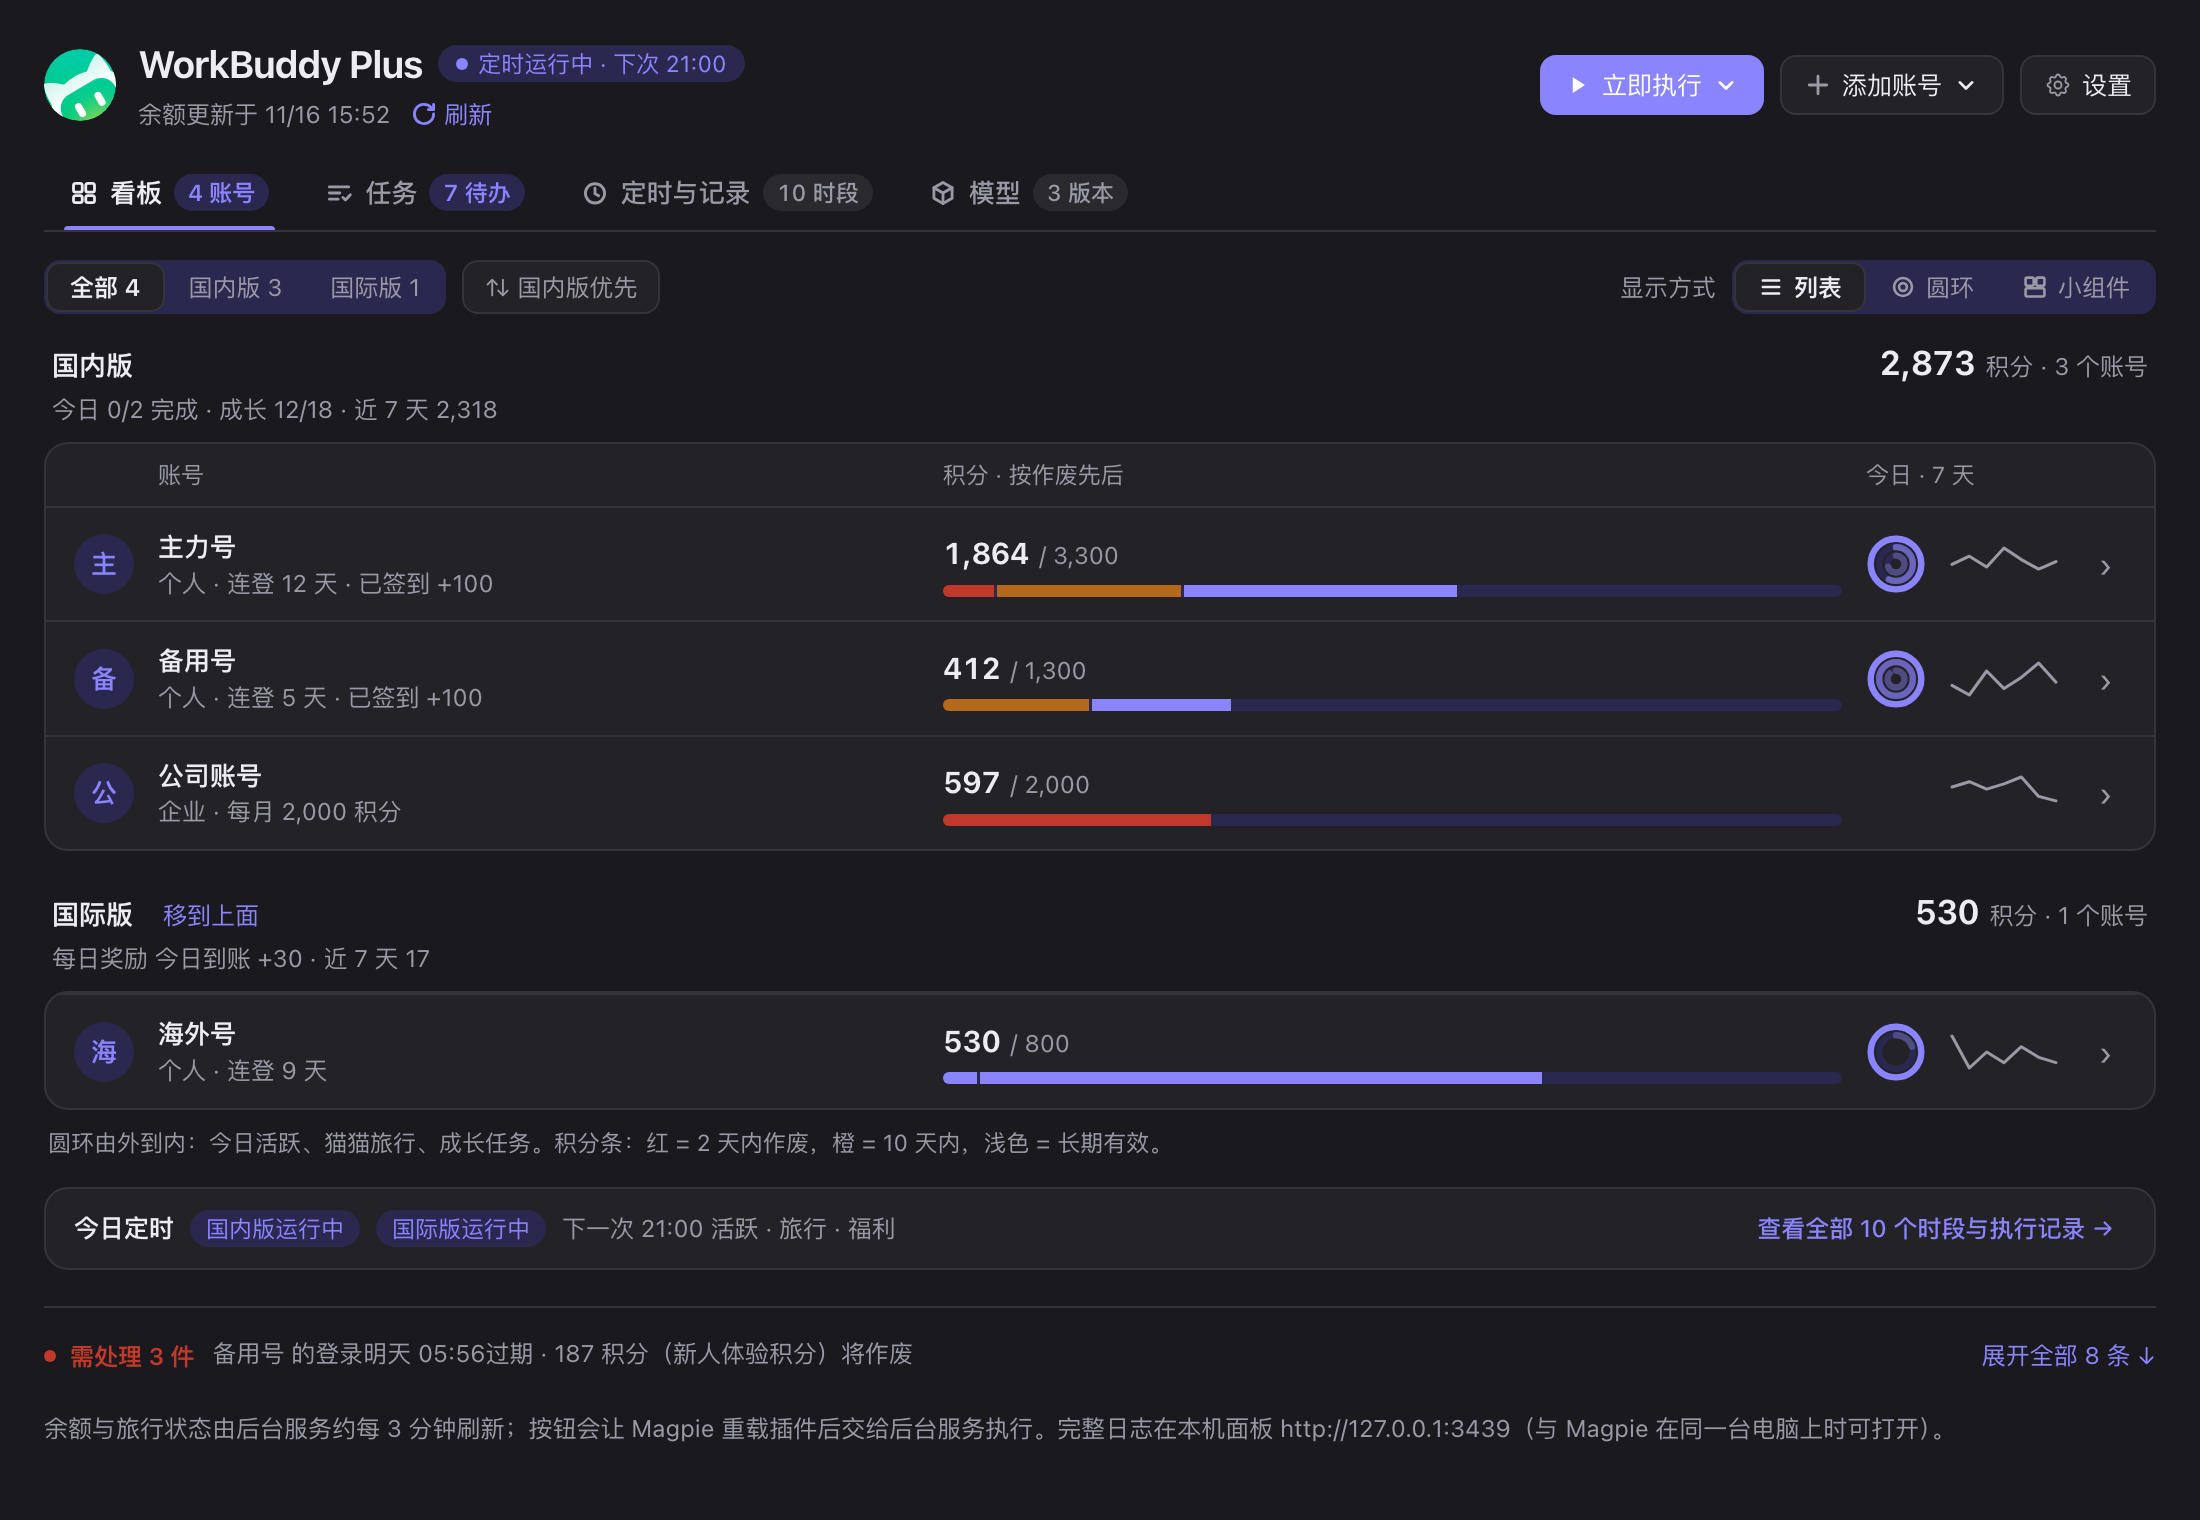 WorkBuddy Plus 定时运行中 · 下次 21:00
余额更新于 11/16 15:52 刷新
立即执行 添加账号 设置
看板 4 账号 任务 7 待办 定时与记录 10 时段 模型 3 版本
全部 4 国内版 3 国际版 1 国内版优先 显示方式 列表 圆环 小组件
国内版 2,873 积分 · 3 个账号
今日 0/2 完成 · 成长 12/18 · 近 7 天 2,318
账号 积分 · 按作废先后 今日 · 7 天
主 主力号 1,864 / 3,300
个人 · 连登 12 天 · 已签到 +100
备 备用号 412 / 1,300
个人 · 连登 5 天 · 已签到 +100
公 公司账号 597 / 2,000
企业 · 每月 2,000 积分
国际版 移到上面 530 积分 · 1 个账号
每日奖励 今日到账 +30 · 近 7 天 17
海 海外号 530 / 800
个人 · 连登 9 天
圆环由外到内：今日活跃、猫猫旅行、成长任务。积分条：红 = 2 天内作废，橙 = 10 天内，浅色 = 长期有效。
今日定时 国内版运行中 国际版运行中 下一次 21:00 活跃 · 旅行 · 福利 查看全部 10 个时段与执行记录 →
需处理 3 件 备用号 的登录明天 05:56过期 · 187 积分（新人体验积分）将作废 展开全部 8 条 ↓
余额与旅行状态由后台服务约每 3 分钟刷新；按钮会让 Magpie 重载插件后交给后台服务执行。完整日志在本机面板 http://127.0.0.1:3439（与 Magpie 在同一台电脑上时可打开）。